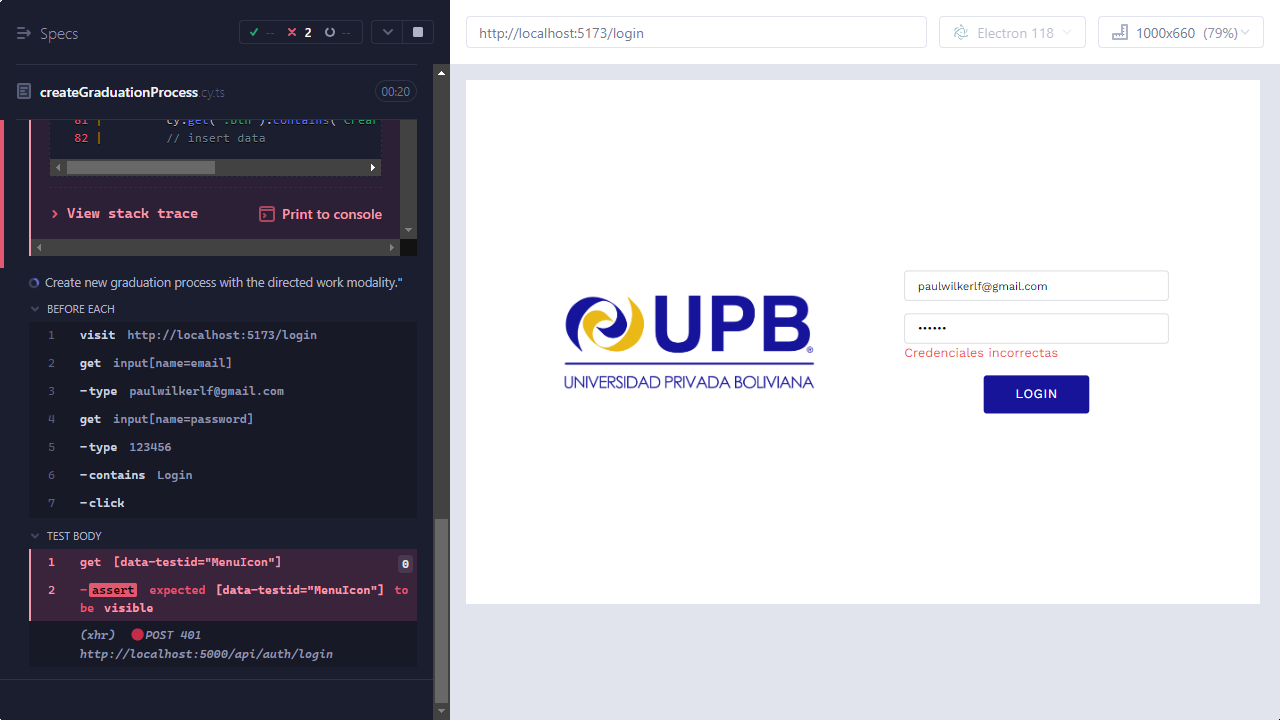 Specs
-- 2 --
http://localhost:5173/login
Electron 118
1000x660 (79%)
createGraduationProcess.cy.ts
00:20
81 | cy.get('.btn').contains('Crear
82 | // insert data
View stack trace
Print to console
Create new graduation process with the directed work modality."
BEFORE EACH
1 visit http://localhost:5173/login
2 get input[name=email]
3 -type paulwilkerlf@gmail.com
4 get input[name=password]
5 -type 123456
6 -contains Login
7 -click
TEST BODY
1 get [data-testid="MenuIcon"] 0
2 -assert expected [data-testid="MenuIcon"] to
be visible
(xhr) POST 401
http://localhost:5000/api/auth/login
UPB®
UNIVERSIDAD PRIVADA BOLIVIANA
paulwilkerlf@gmail.com
••••••
Credenciales incorrectas
LOGIN